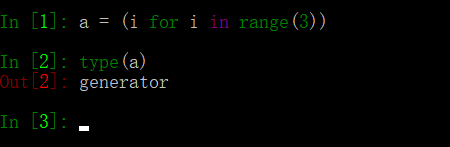 In [1]: a = (i for i in range(3))
In [2]: type(a)
Out[2]: generator
In [3]: